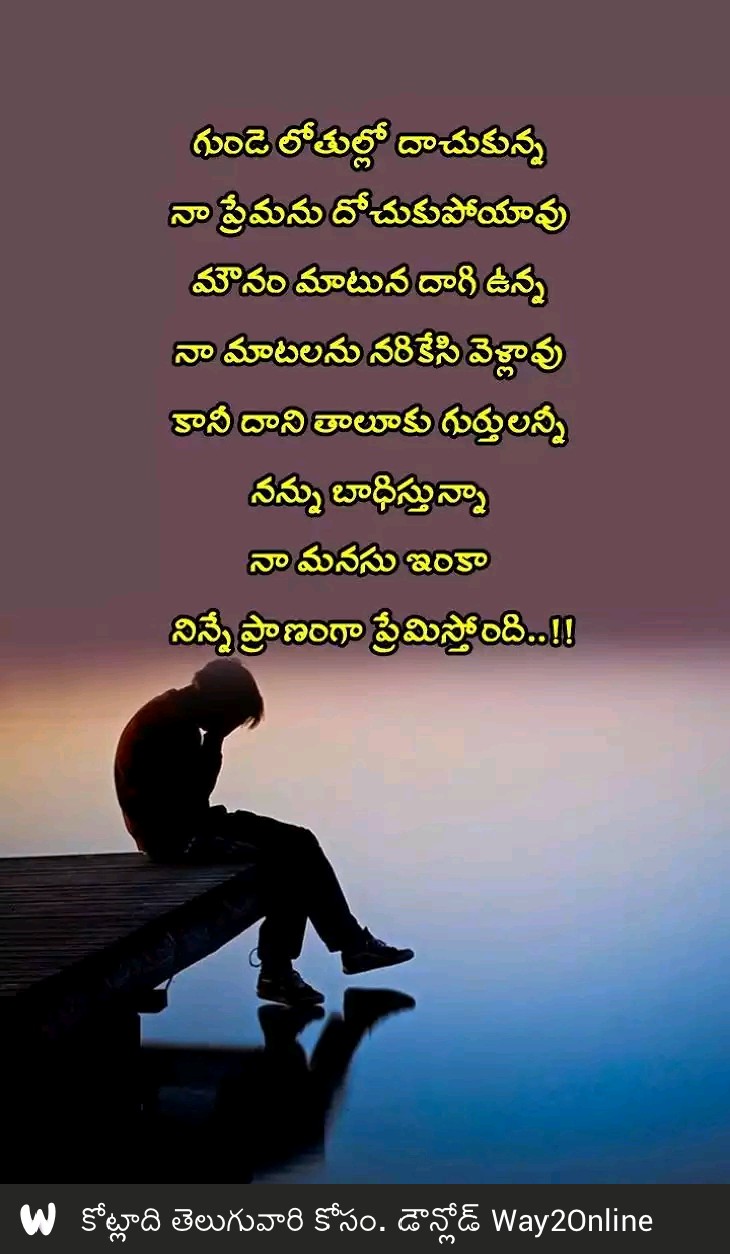 గుండె లోతుల్లో దాచుకున్న
నా ప్రేమను దోచుకుపోయావు
మౌనం మాటున దాగి ఉన్న
నా మాటలను నరికేసి వెళ్లావు
కానీ దాని తాలూకు గుర్తులన్నీ
నన్ను బాధిస్తున్నా
నా మనసు ఇంకా
నిన్నే ప్రాణంగా ప్రేమిస్తోంది..!!
కోట్లాది తెలుగువారి కోసం. డౌన్లోడ్ Way2Online